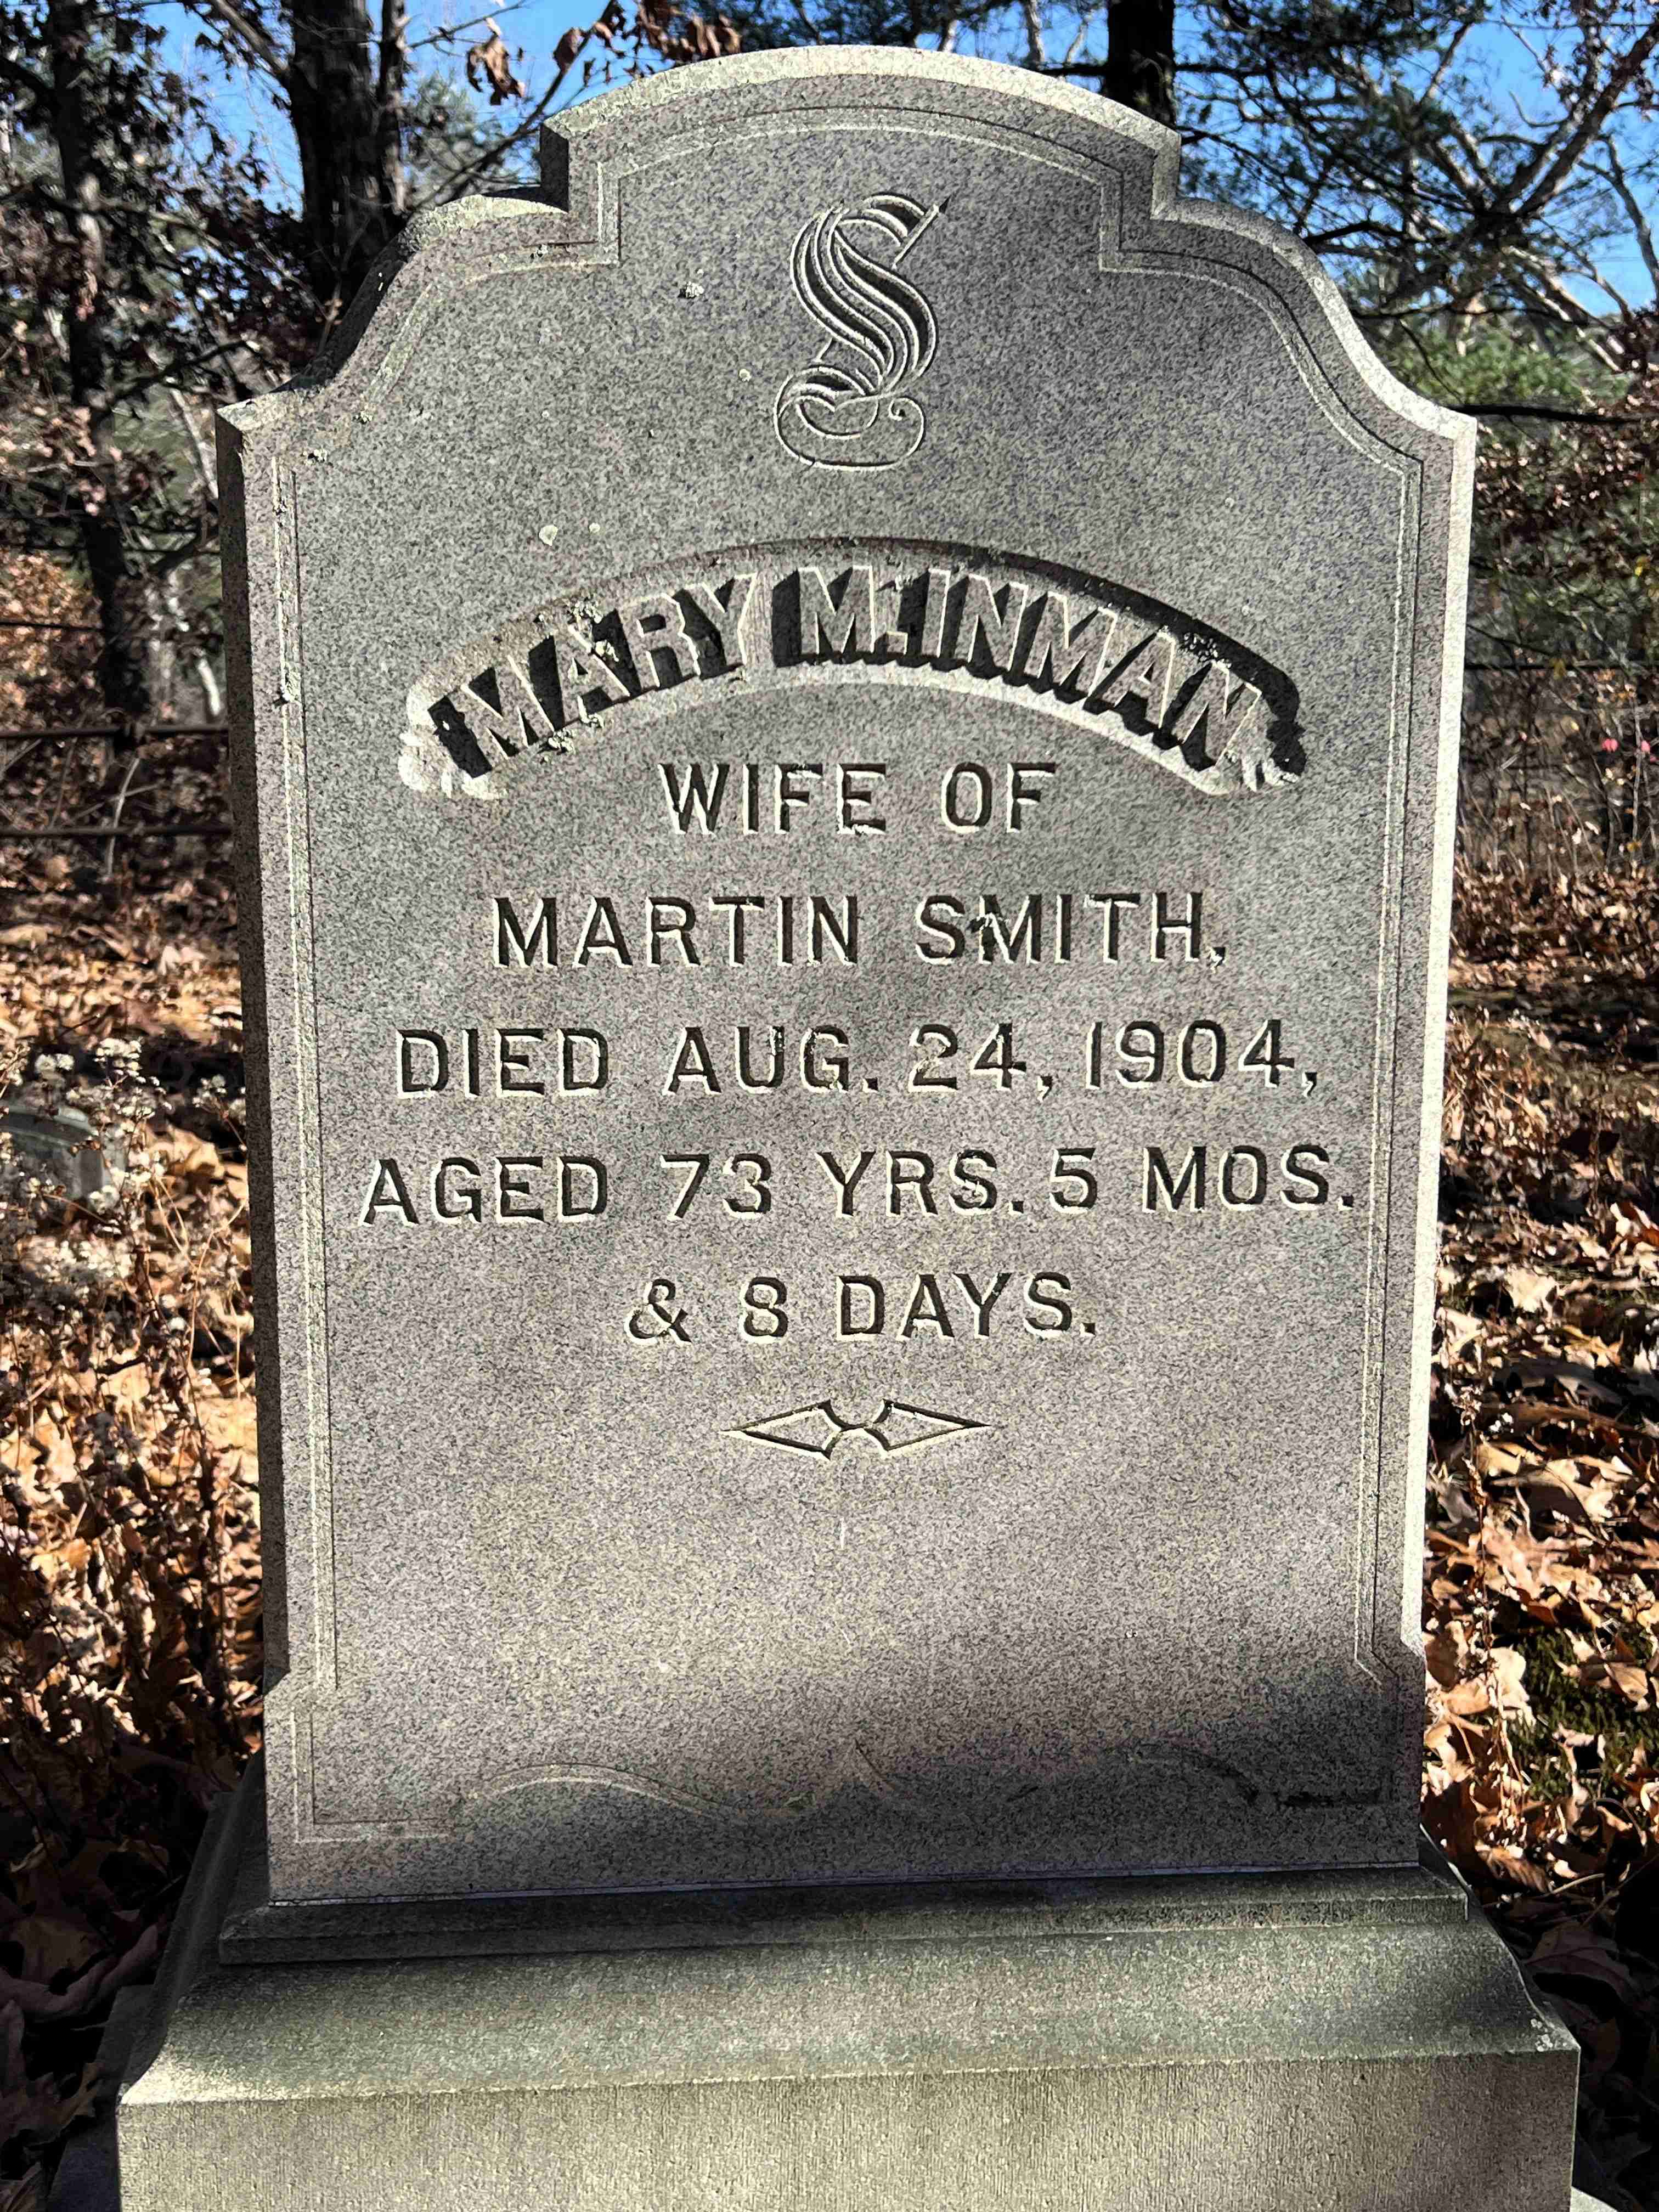 S
MARY M. INMAN
WIFE OF
MARTIN SMITH,
DIED AUG. 24, 1904,
AGED 73 YRS. 5 MOS.
& 8 DAYS.